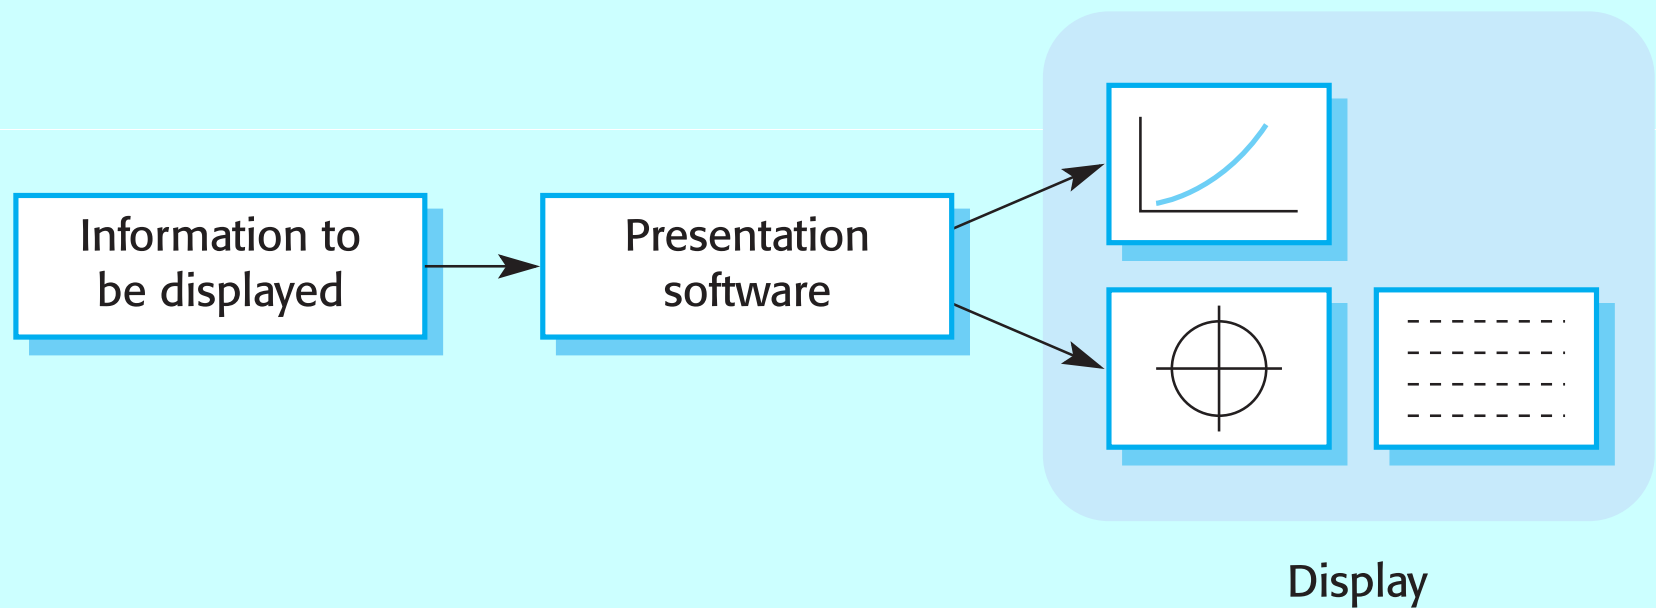 Information to
be displayed
Presentation
software
Display